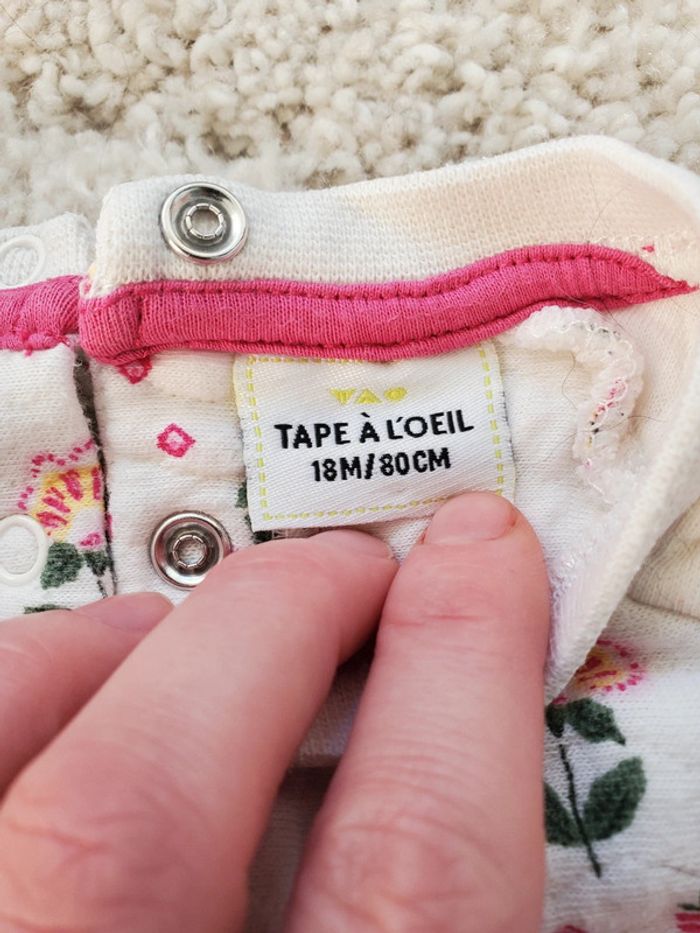 TAO
TAPE À L'OEIL
18M/80CM